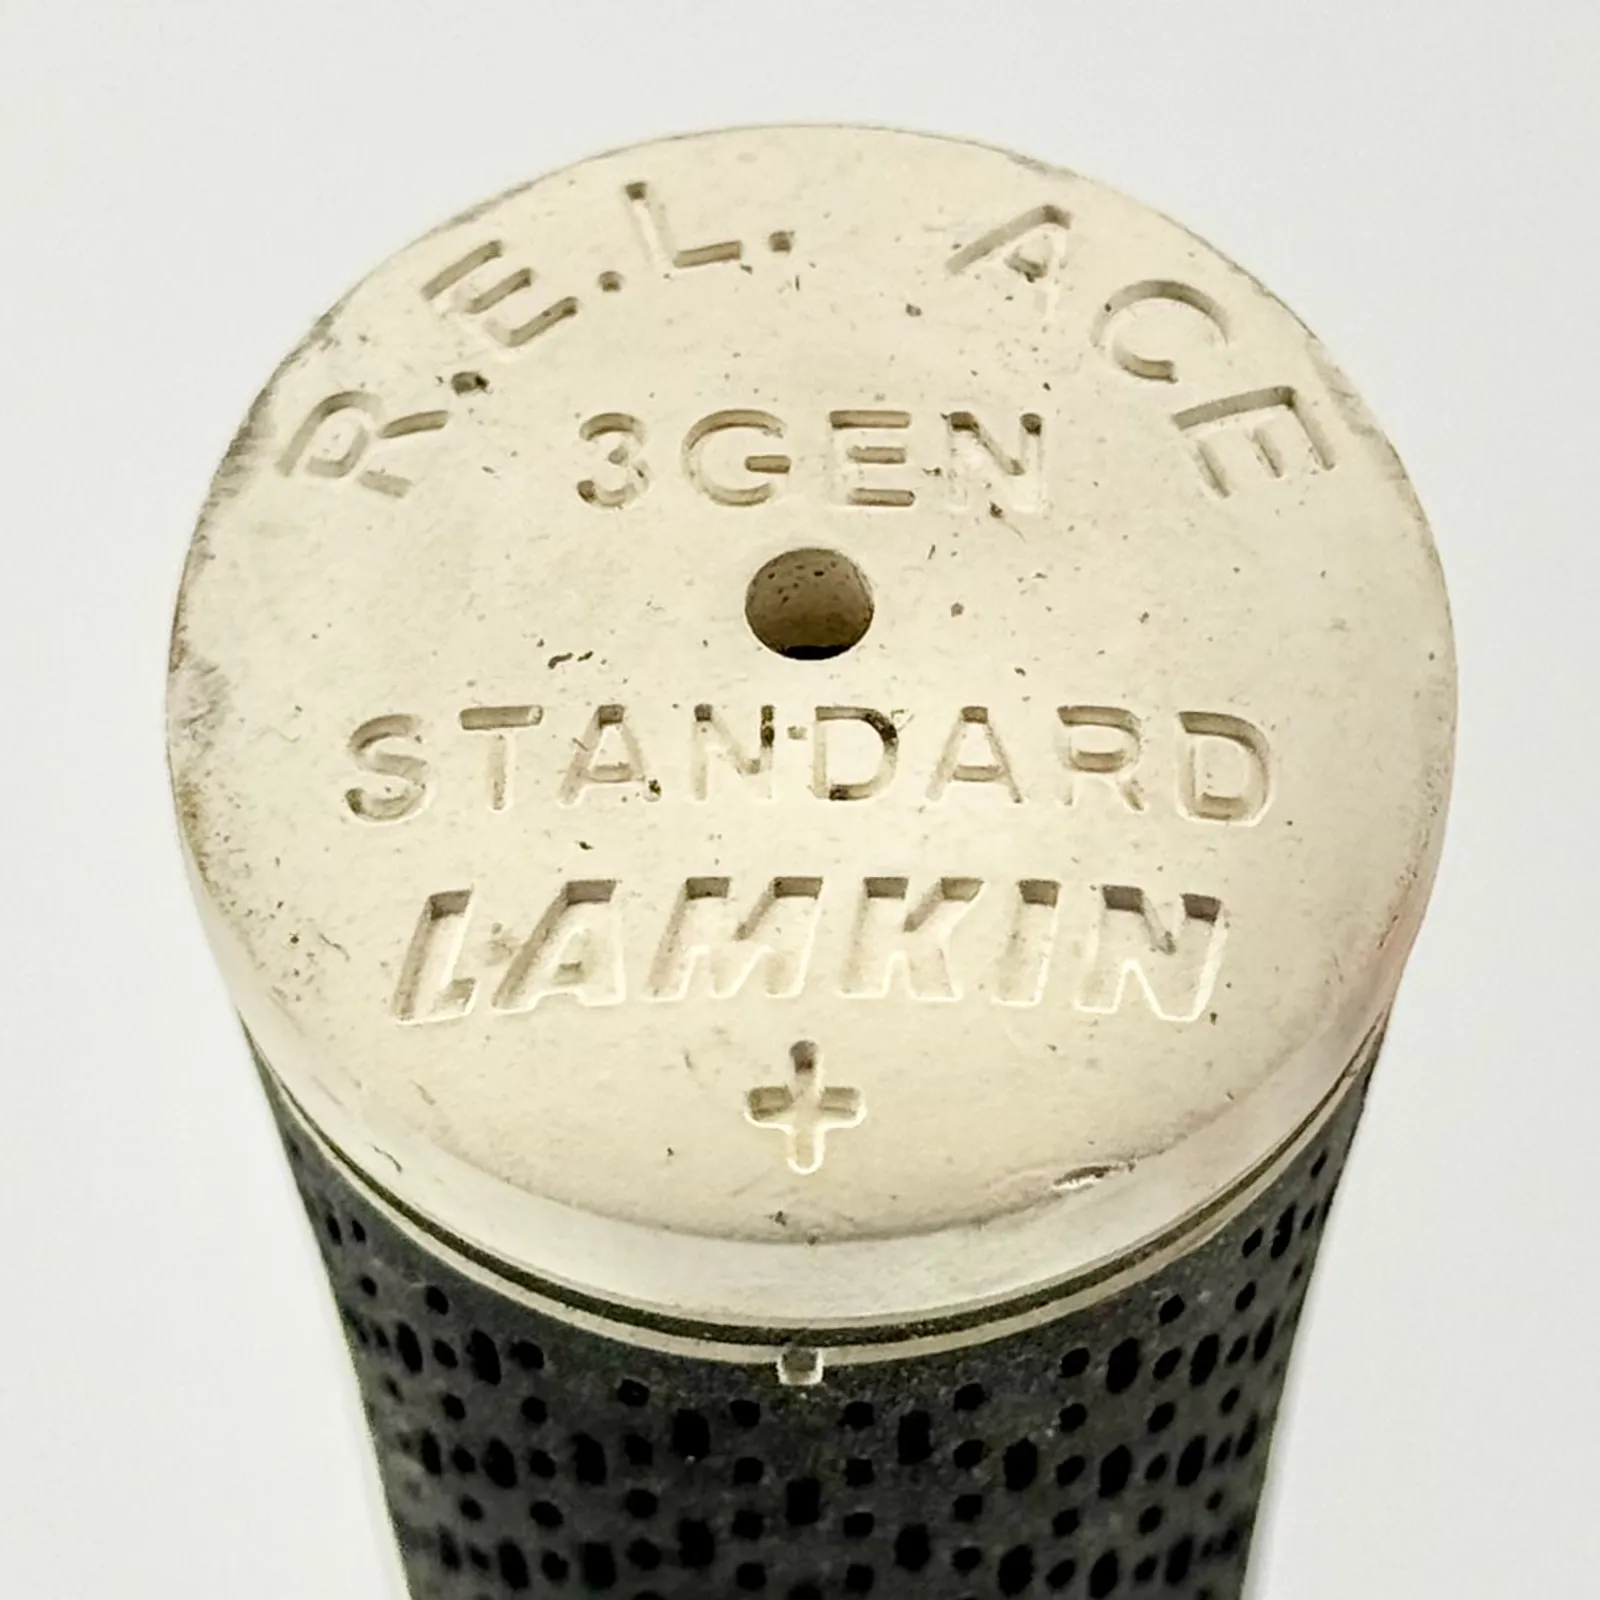 R.E.L. ACE
3GEN
STANDARD
LAMKIN
+